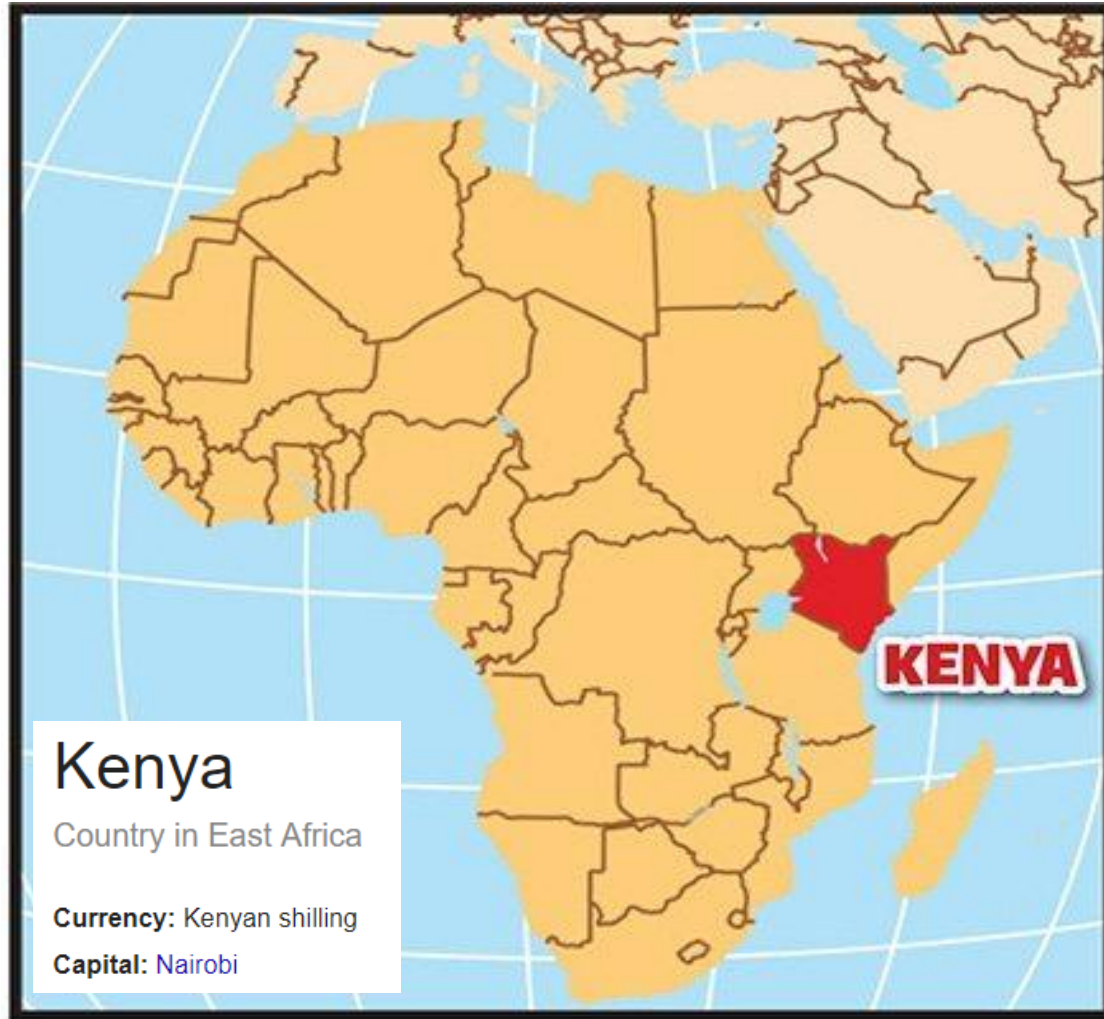 KENYA
Kenya
Country in East Africa
Currency: Kenyan shilling
Capital: Nairobi